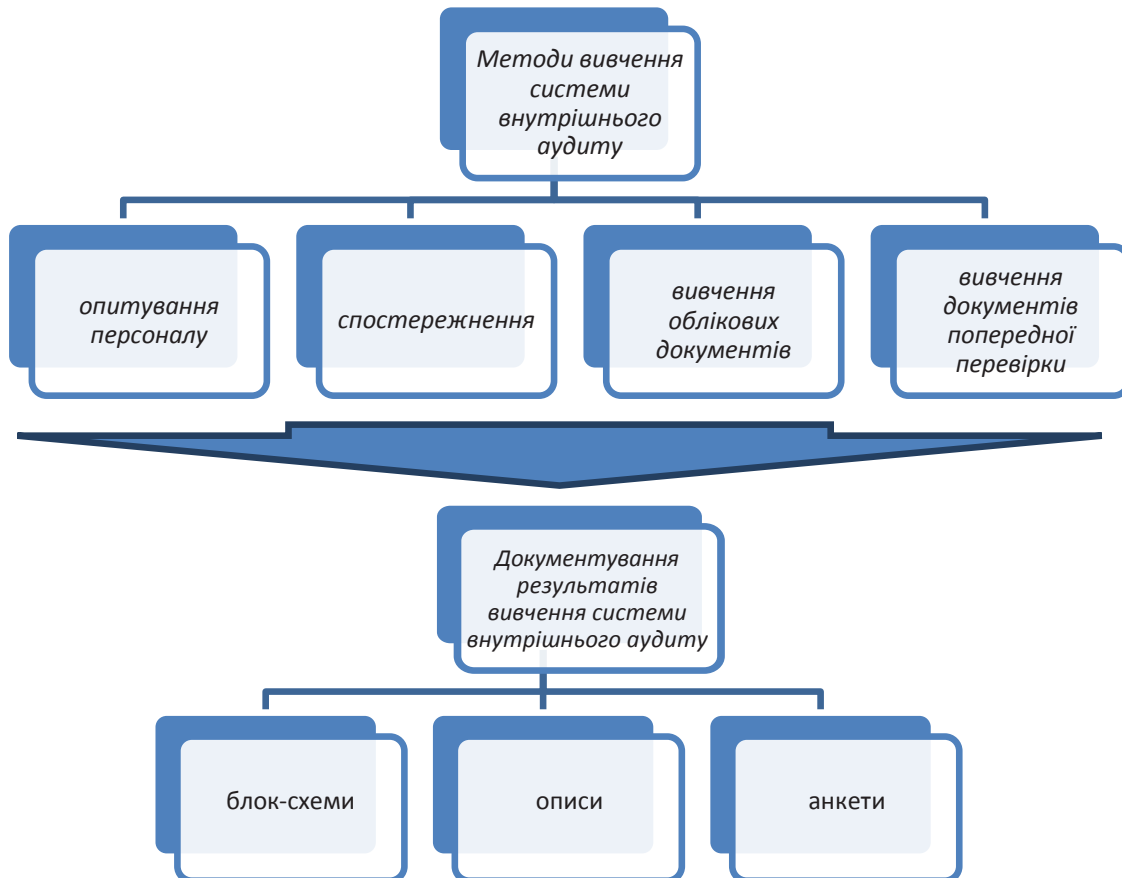 Методи вивчення
системи
внутрішнього
аудиту
опитування
персоналу
спостереження
вивчення
облікових
документів
вивчення
документів
попередної
перевірки
Документування
результатів
вивчення системи
внутрішнього аудиту
блок-схеми
описи
анкети